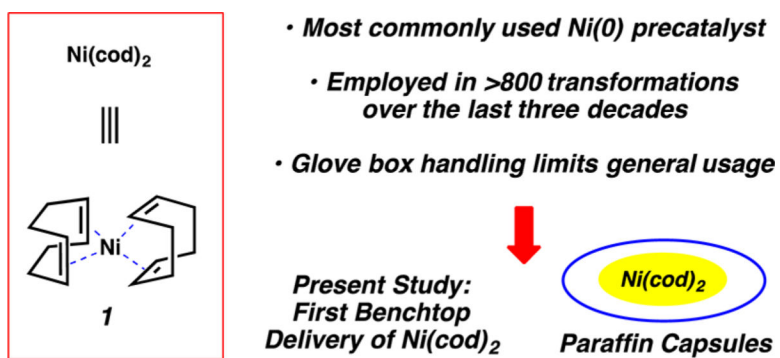 Ni(cod)₂
Ni
1
· Most commonly used Ni(0) precatalyst
· Employed in >800 transformations
over the last three decades
· Glove box handling limits general usage
Present Study:
First Benchtop
Delivery of Ni(cod)₂
Ni(cod)₂
Paraffin Capsules